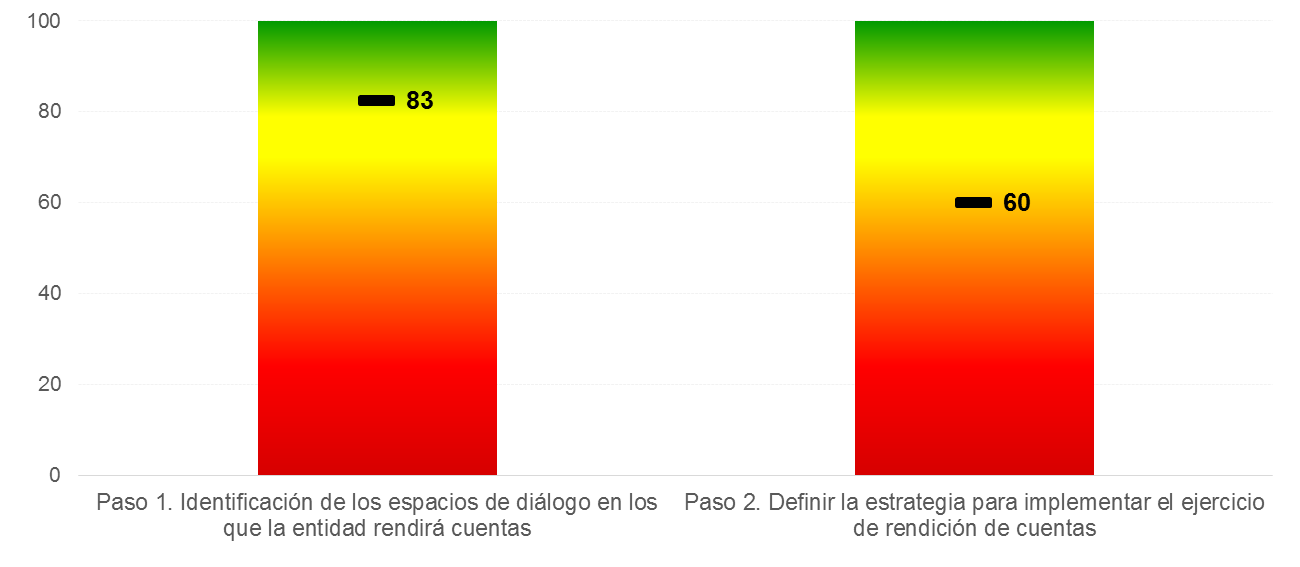 100
80
60
40
20
0
83
60
Paso 1. Identificación de los espacios de diálogo en los
que la entidad rendirá cuentas
Paso 2. Definir la estrategia para implementar el ejercicio
de rendición de cuentas